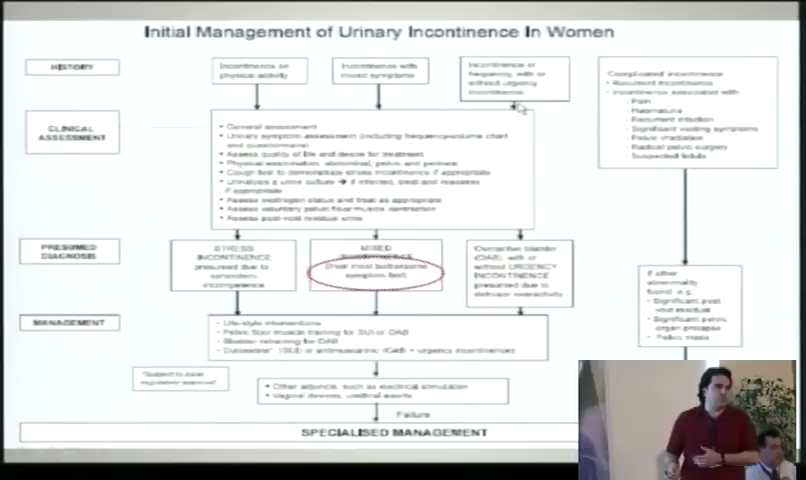 Initial Management of Urinary Incontinence In Women
HISTORY
Incontinence on
physical activity
Incontinence with
mixed symptoms
Incontinence or
frequency, with or
without urgency
incontinence
Complicated incontinence
• Recurrent incontinence
• Incontinence associated with
- Pain
- Haematuria
- Recurrent infection
- Significant voiding symptoms
- Pelvic irradiation
- Radical pelvic surgery
- Suspected fistula
CLINICAL
ASSESSMENT
• General assessment
• Urinary symptom assessment (including frequency-volume chart
and questionnaire)
• Assess quality of life and desire for treatment
• Physical examination: abdominal, pelvic and perineal
• Cough test to demonstrate stress incontinence if appropriate
• Urinalysis ± urine culture → if infected, treat and reassess
if appropriate
• Assess oestrogen status and treat as appropriate
• Assess voluntary pelvic floor muscle contraction
• Assess post-void residual urine
PRESUMED
DIAGNOSIS
STRESS
INCONTINENCE
presumed due to
sphincteric
incompetence
MIXED
INCONTINENCE
(treat most bothersome
symptom first)
Overactive bladder
(OAB), with or
without URGENCY
INCONTINENCE
presumed due to
detrusor overactivity
If other
abnormality
found e.g.
• Significant post
void residual
• Significant pelvic
organ prolapse
• Pelvic mass
MANAGEMENT
• Life-style interventions
• Pelvic floor muscle training for SUI or OAB
• Bladder retraining for OAB
• Duloxetine* (SUI) or antimuscarinic (OAB ± urgency incontinence)
*Subject to local
regulatory approval
• Other adjuncts, such as electrical stimulation
• Vaginal devices, urethral inserts
Failure
SPECIALISED MANAGEMENT